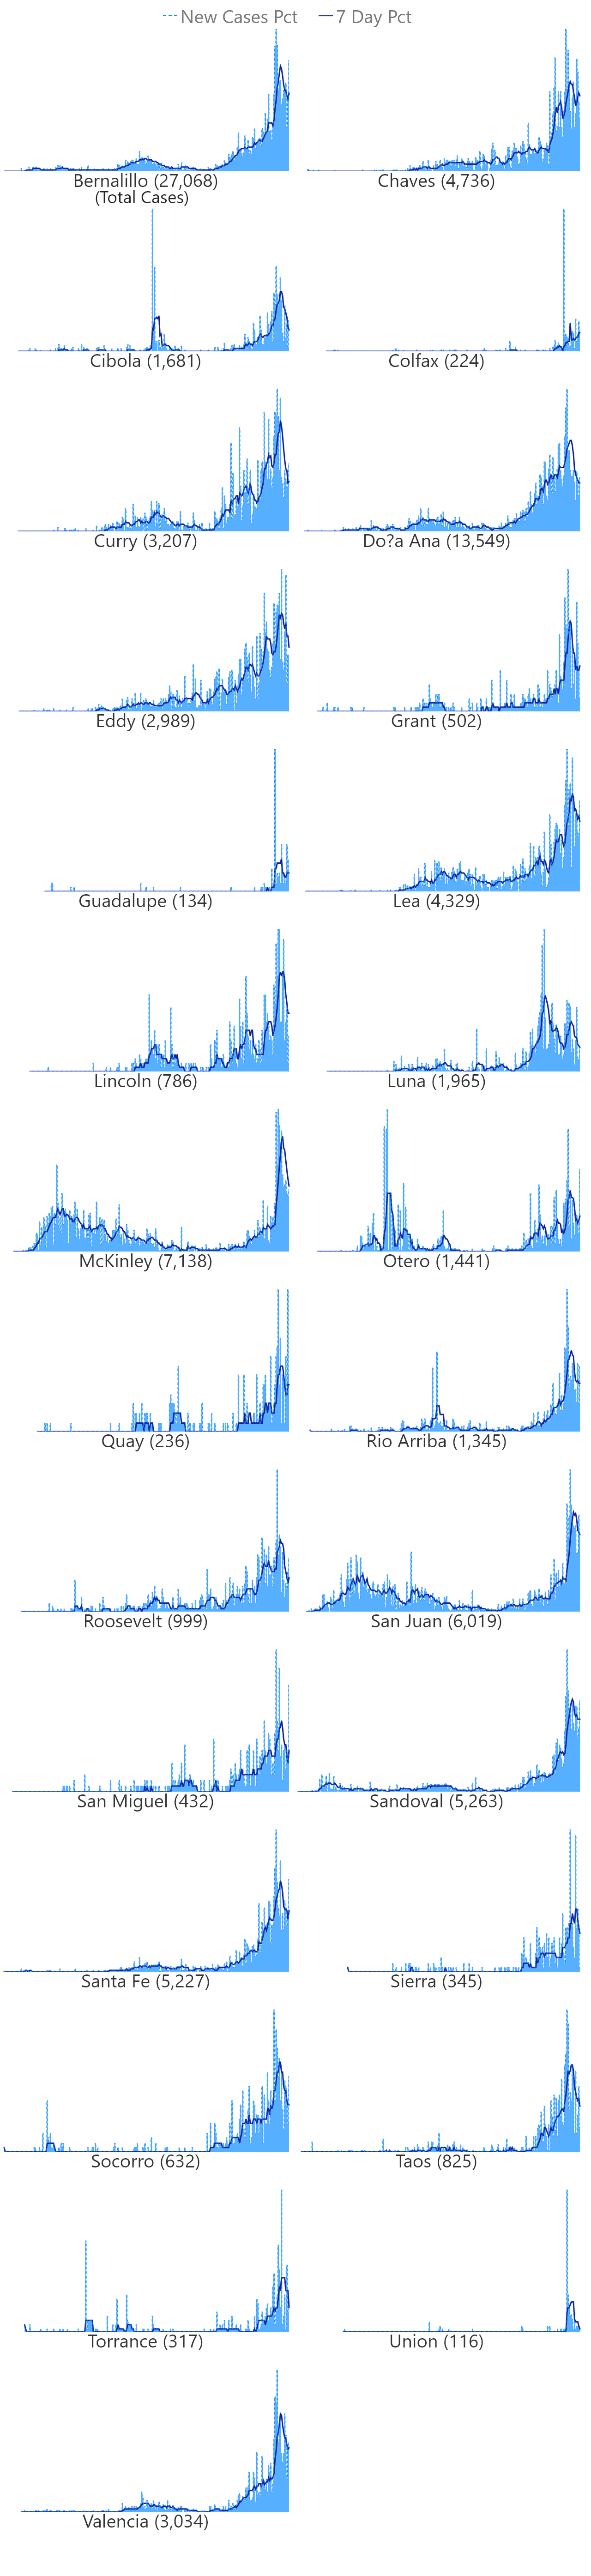 New Cases Pct 7 Day Pct
Bernalillo (27,068)
(Total Cases)
Chaves (4,736)
Cibola (1,681)
Colfax (224)
Curry (3,207)
Do?a Ana (13,549)
Eddy (2,989)
Grant (502)
Guadalupe (134)
Lea (4,329)
Lincoln (786)
Luna (1,965)
McKinley (7,138)
Otero (1,441)
Quay (236)
Rio Arriba (1,345)
Roosevelt (999)
San Juan (6,019)
San Miguel (432)
Sandoval (5,263)
Santa Fe (5,227)
Sierra (345)
Socorro (632)
Taos (825)
Torrance (317)
Union (116)
Valencia (3,034)